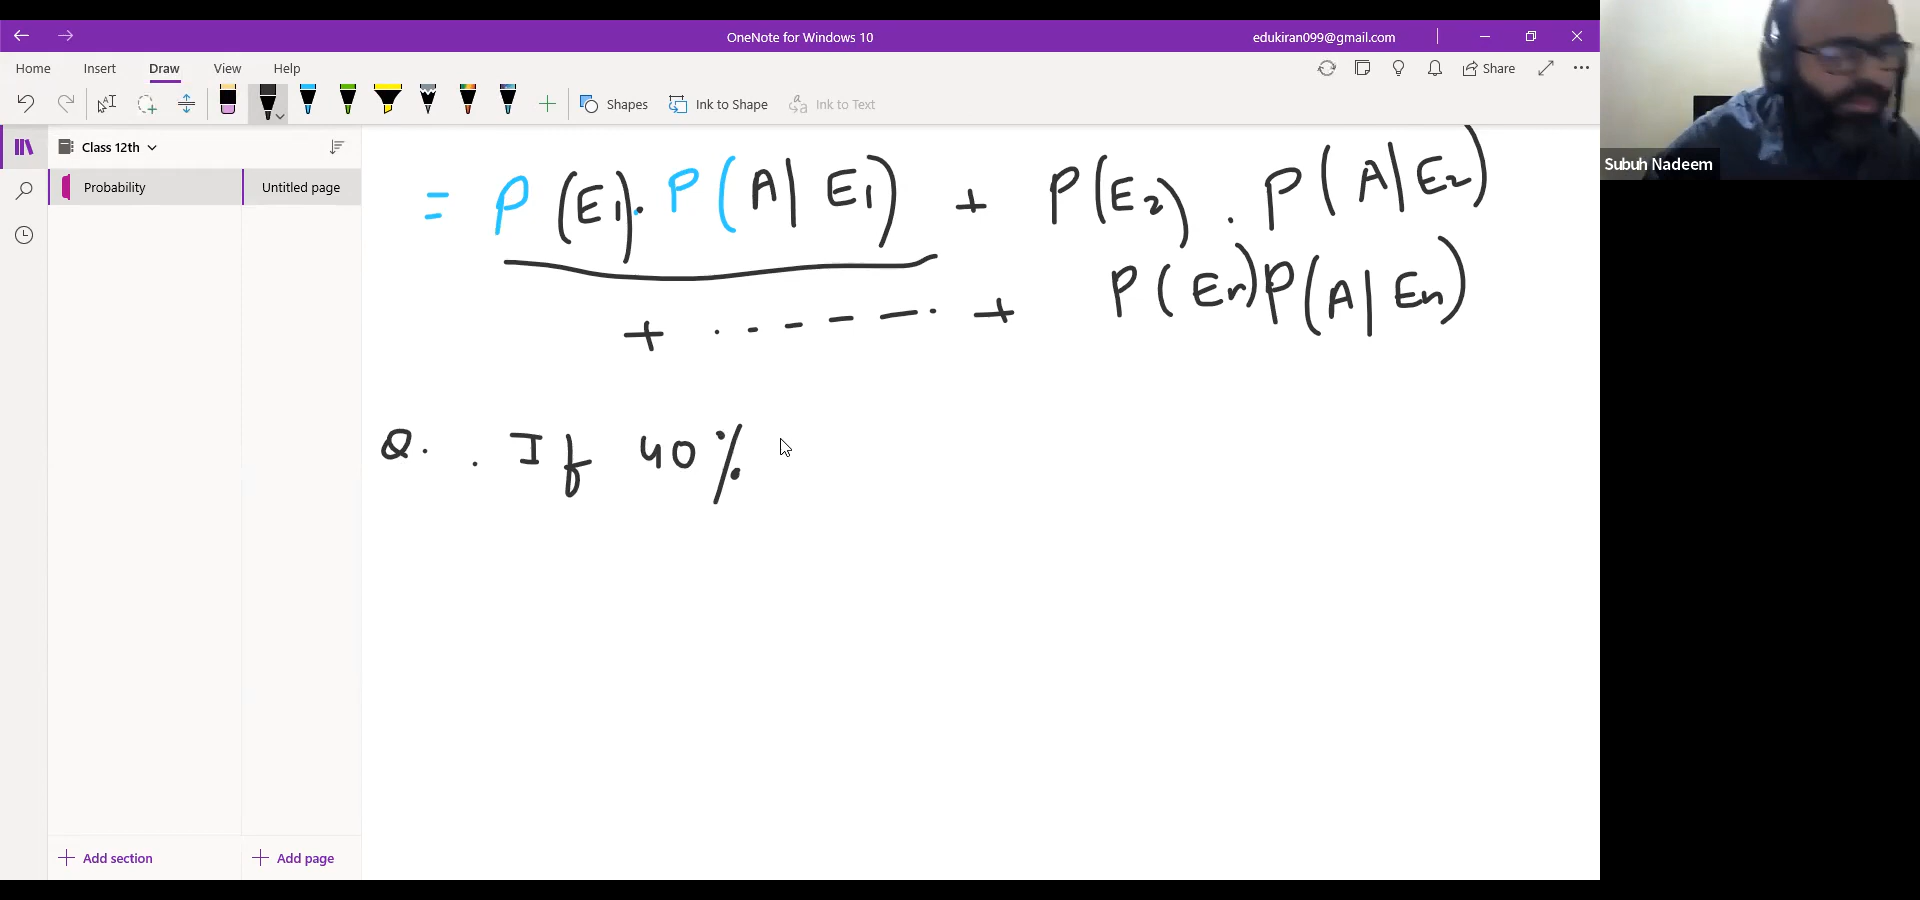 OneNote for Windows 10
edukiran099@gmail.com
Home Insert Draw View Help
Share
Shapes Ink to Shape Ink to Text
Class 12th
Probability
Untitled page
= P(E1). P(A| E1) + P(E2) . P(A|E2)
+ . . - - - . + P(En)P(A|En)
Q. . If 40%
Add section
Add page
Subuh Nadeem